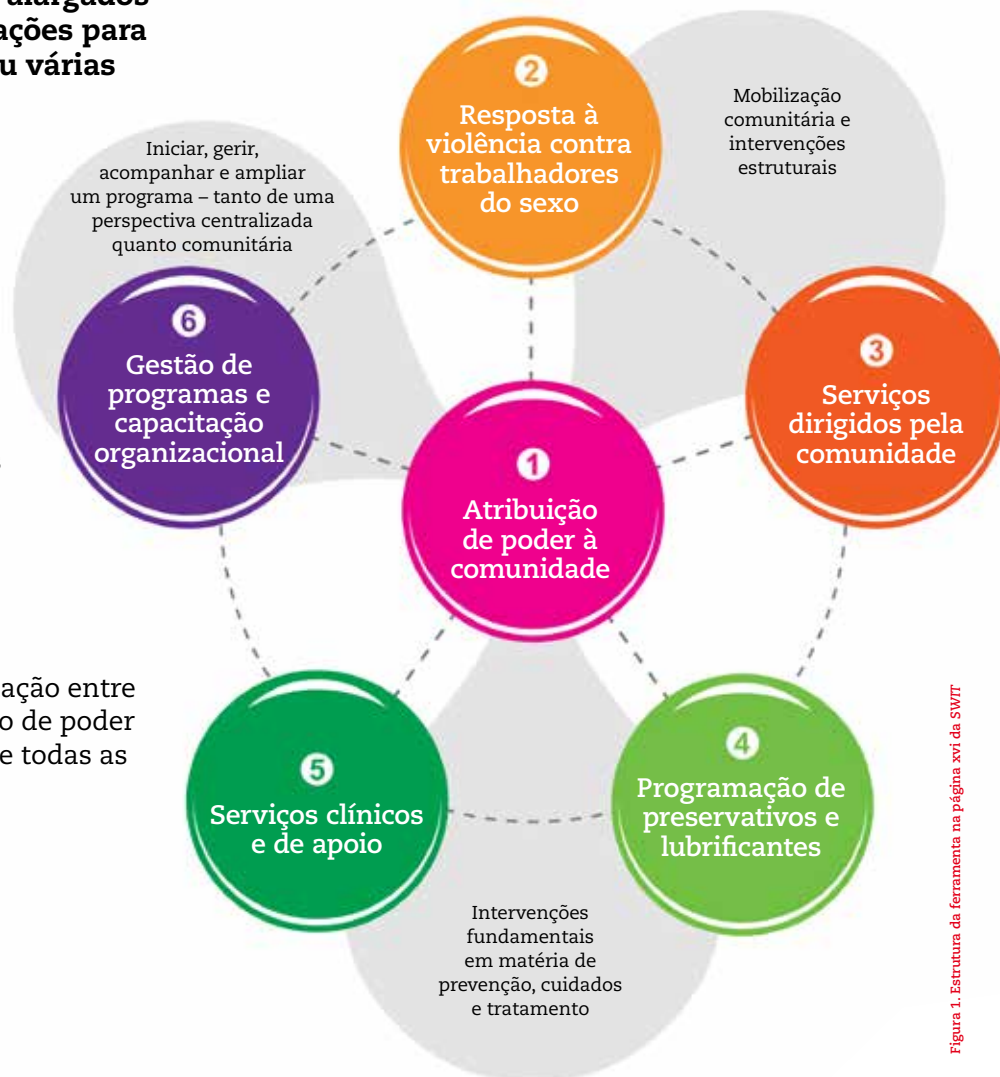 alargados
ações para
u várias
2
Resposta à
violência contra
trabalhadores
do sexo
Mobilização
comunitária e
intervenções
estruturais
Iniciar, gerir,
acompanhar e ampliar
um programa – tanto de uma
perspectiva centralizada
quanto comunitária
6
Gestão de
programas e
capacitação
organizacional
3
Serviços
dirigidos pela
comunidade
1
Atribuição
de poder à
comunidade
ação entre
o de poder
e todas as
5
Serviços clínicos
e de apoio
4
Programação de
preservativos e
lubrificantes
Intervenções
fundamentais
em matéria de
prevenção, cuidados
e tratamento
Figura 1. Estrutura da ferramenta na página xvi da SWIT